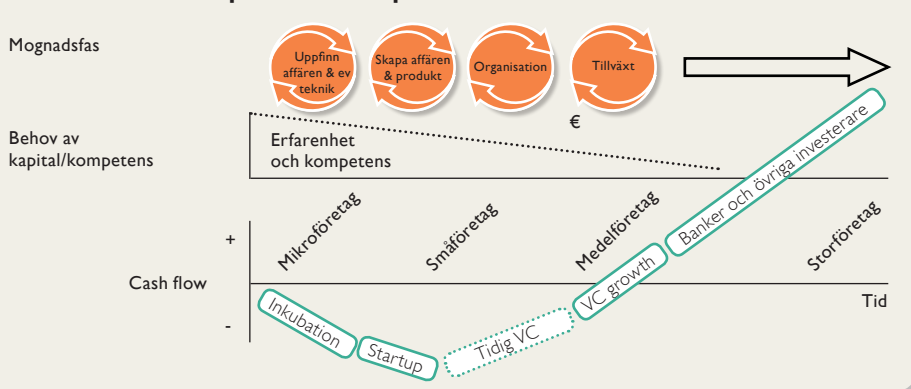 Mognadsfas
Uppfinn
affären & ev
teknik
Skapa affären
& produkt
Organisation
Tillväxt
Behov av
kapital/kompetens
€
Erfarenhet
och kompetens
Banker och övriga investerare
Mikroföretag
Småföretag
Medelföretag
Storföretag
+
Cash flow
-
Tid
Inkubation
Startup
Tidig VC
VC growth